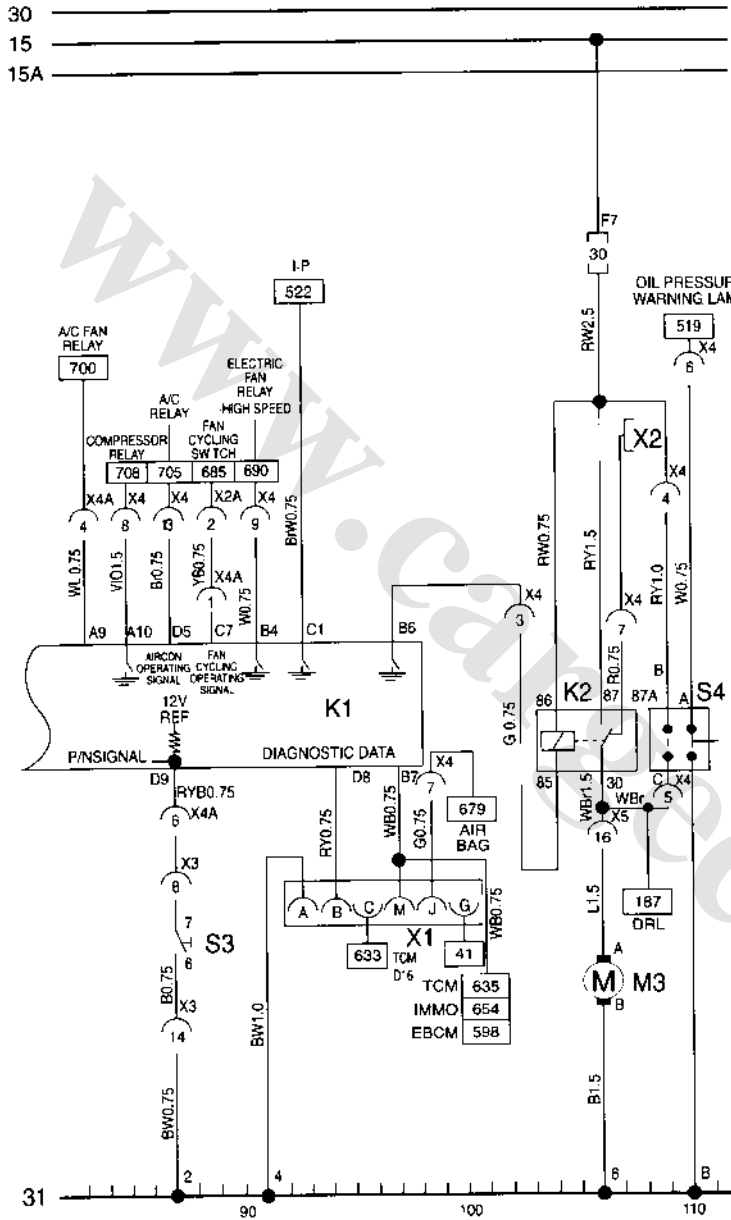 30
15
15A
F7
30
I-P
522
OIL PRESSUR
WARNING LAM
519
X4
6
A/C FAN
RELAY
700
ELECTRIC
FAN
RELAY
-HIGH SPEED
A/C
RELAY
FAN
CYCLING
SWITCH
COMPRESSOR
RELAY
708 705 685 690
X4A X4 X4 X2A X4
4 8 13 2 9
X4A
1
WL0.75
VIO1.5
Br0.75
YB0.75
W0.75
BrW0.75
RW2.5
X2
X4
4
RW0.75
RY1.5
RY1.0
W0.75
X4
3
X4
7
R0.75
G 0.75
A9 A10 D5 C7 B4 C1 B6
AIRCON
OPERATING
SIGNAL
FAN
CYCLING
OPERATING
SIGNAL
12V
REF
K1
P/NSIGNAL
DIAGNOSTIC DATA
86 K2 87 87A
B A S4
85 30
C X4
5
WBr1.5
WBr
X5
16
D9 D8 B7
RYB0.75
X4A
6
X3
8
7
S3
6
B0.75
X3
14
BW0.75
RY0.75
WB0.75
G0.75
X4
7
679
AIR
BAG
A B C M J G
X1
WB0.75
633
TCM
D16
41
TCM 635
IMMO 654
EBCM 598
BW1.0
187
DRL
L1.5
A
M M3
B
B1.5
31
2 4 6 B
90 100 110
www.cargeo